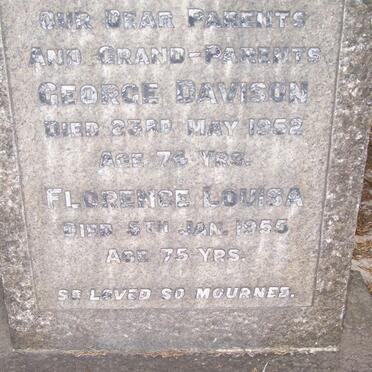 OUR DEAR PARENTS
AND GRAND-PARENTS
GEORGE DAVISON
DIED 23RD MAY 1952
AGE 74 YRS.
FLORENCE LOUISA
DIED 5TH JAN. 1955
AGE 75 YRS.
SO LOVED SO MOURNED.